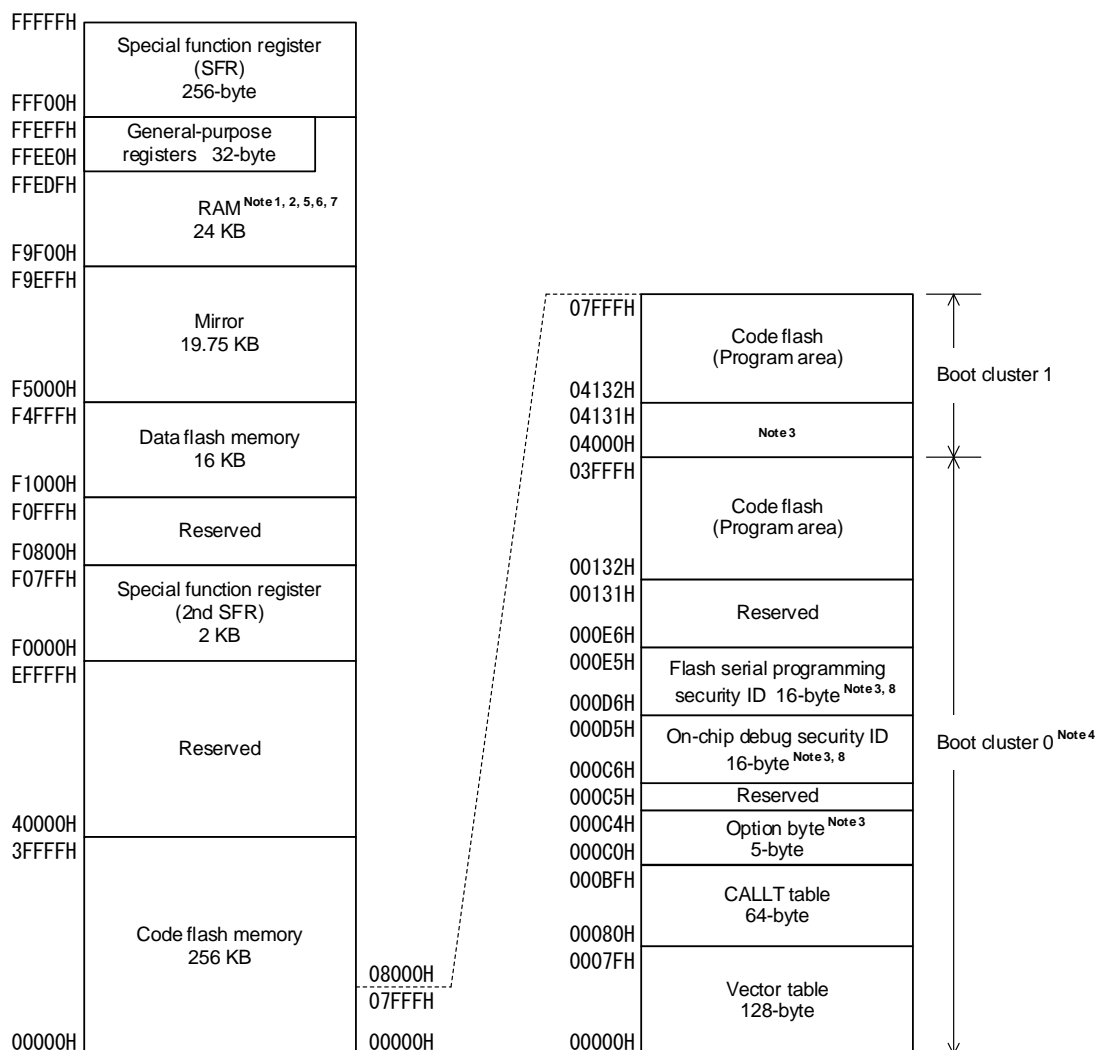 FFFFFH
Special function register
(SFR)
256-byte
FFF00H
FFEFFH
General-purpose
registers 32-byte
FFEE0H
FFEDFH
RAM Note 1, 2, 5, 6, 7
24 KB
F9F00H
F9EFFH
Mirror
19.75 KB
F5000H
F4FFFH
Data flash memory
16 KB
F1000H
F0FFFH
Reserved
F0800H
F07FFH
Special function register
(2nd SFR)
2 KB
F0000H
EFFFFH
Reserved
40000H
3FFFFH
Code flash memory
256 KB
00000H
08000H
07FFFH
00000H
07FFFH
Code flash
(Program area)
04132H
04131H
Note 3
04000H
03FFFH
Code flash
(Program area)
00132H
00131H
Reserved
000E6H
000E5H
Flash serial programming
security ID 16-byte Note 3, 8
000D6H
000D5H
On-chip debug security ID
16-byte Note 3, 8
000C6H
000C5H
Reserved
000C4H
Option byte Note 3
5-byte
000C0H
000BFH
CALLT table
64-byte
00080H
0007FH
Vector table
128-byte
00000H
Boot cluster 1
Boot cluster 0 Note 4